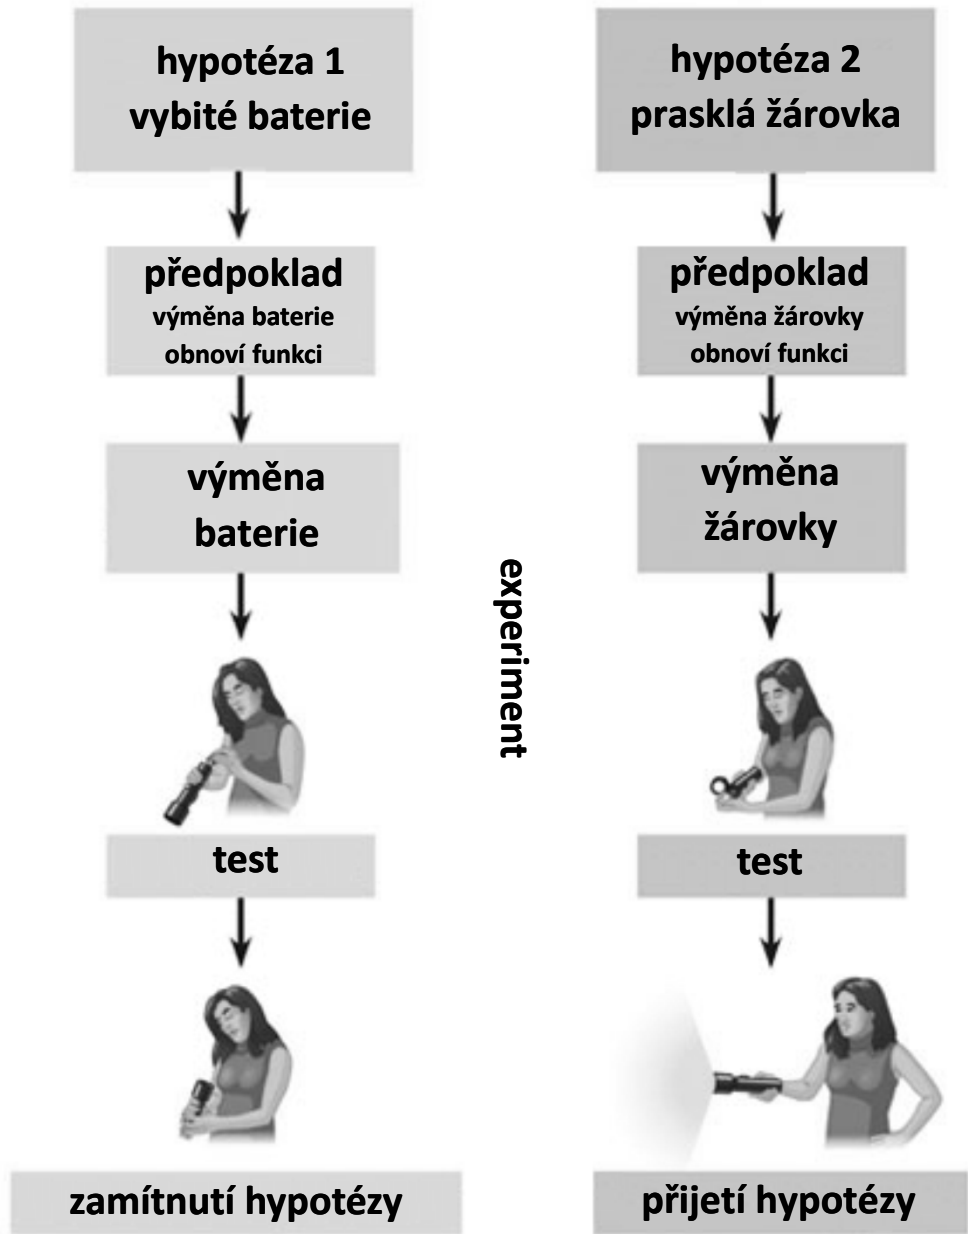 hypotéza 1
vybité baterie
předpoklad
výměna baterie
obnoví funkci
výměna
baterie
test
zamítnutí hypotézy
experiment
hypotéza 2
prasklá žárovka
předpoklad
výměna žárovky
obnoví funkci
výměna
žárovky
test
přijetí hypotézy